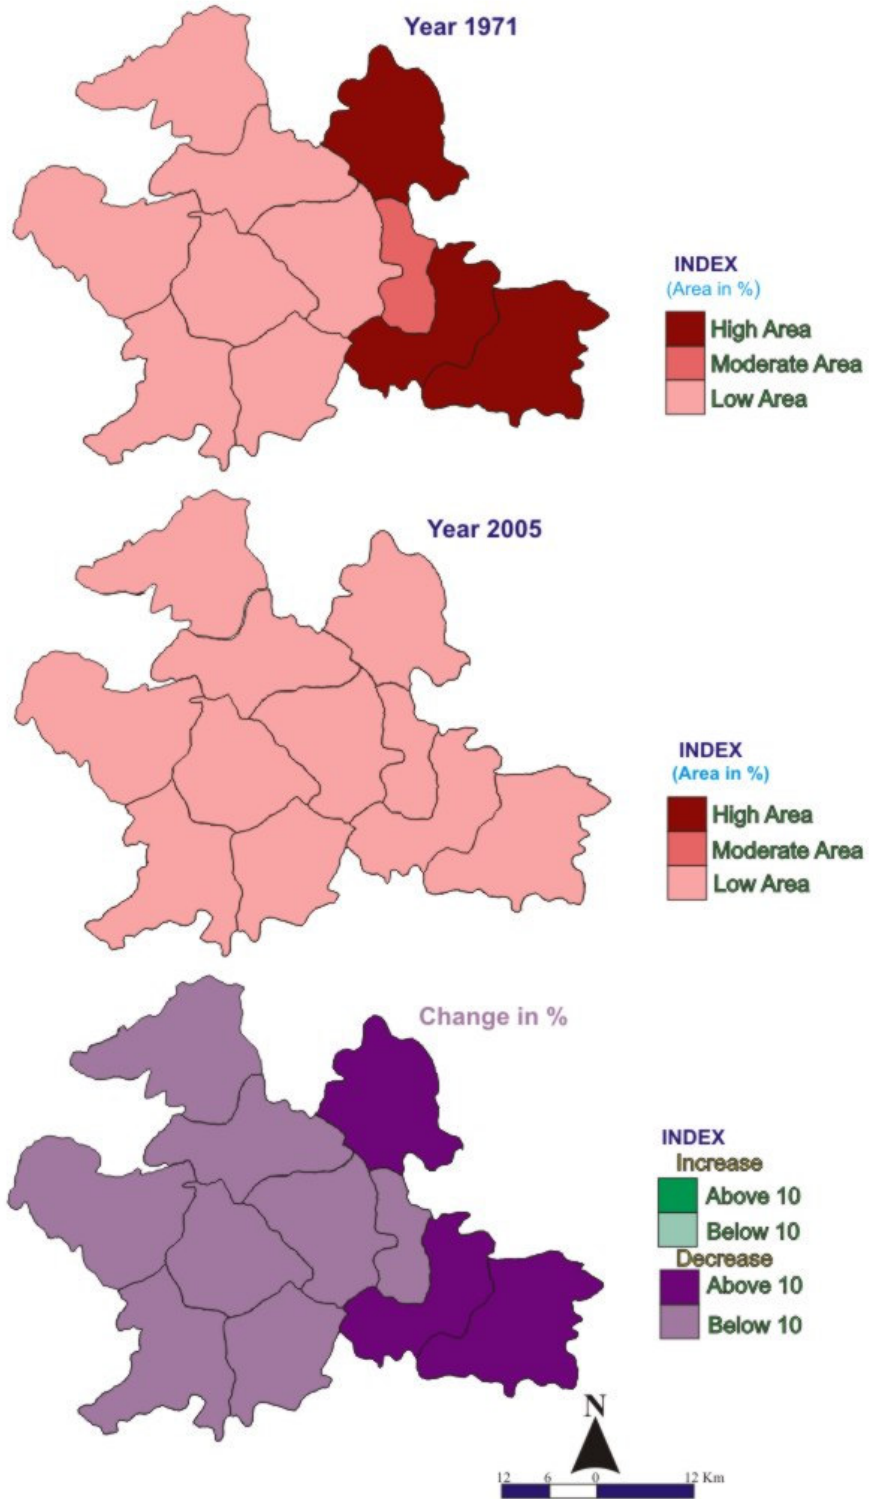 Year 1971
INDEX
(Area in %)
High Area
Moderate Area
Low Area
Year 2005
INDEX
(Area in %)
High Area
Moderate Area
Low Area
Change in %
INDEX
Increase
Above 10
Below 10
Decrease
Above 10
Below 10
N
12 6 0 12 Km